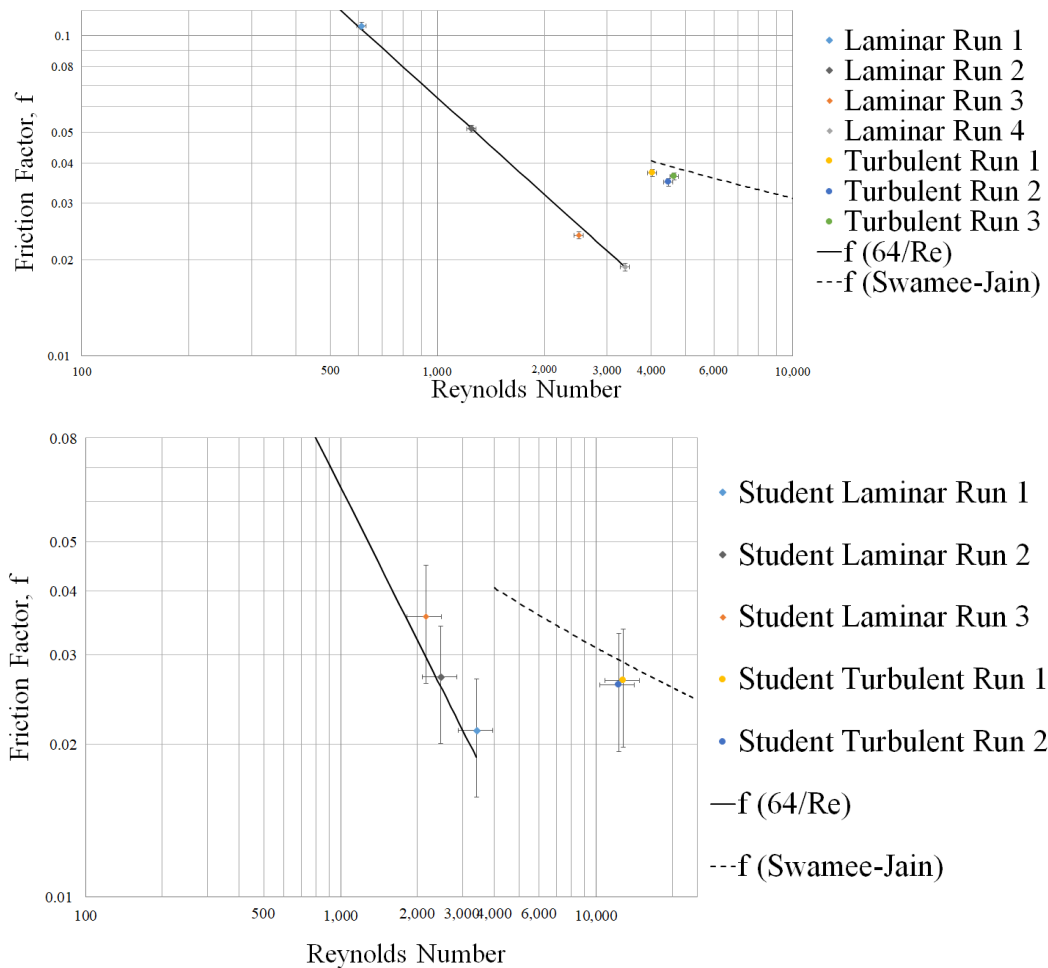 Friction Factor, f
0.1
0.08
0.05
0.04
0.03
0.02
0.01
100
500
1,000
2,000
3,000
4,000
6,000
10,000
Reynolds Number
Laminar Run 1
Laminar Run 2
Laminar Run 3
Laminar Run 4
Turbulent Run 1
Turbulent Run 2
Turbulent Run 3
f (64/Re)
f (Swamee-Jain)
Friction Factor, f
0.08
0.05
0.04
0.03
0.02
0.01
100
500
1,000
2,000
3,000
4,000
6,000
10,000
Reynolds Number
Student Laminar Run 1
Student Laminar Run 2
Student Laminar Run 3
Student Turbulent Run 1
Student Turbulent Run 2
f (64/Re)
f (Swamee-Jain)